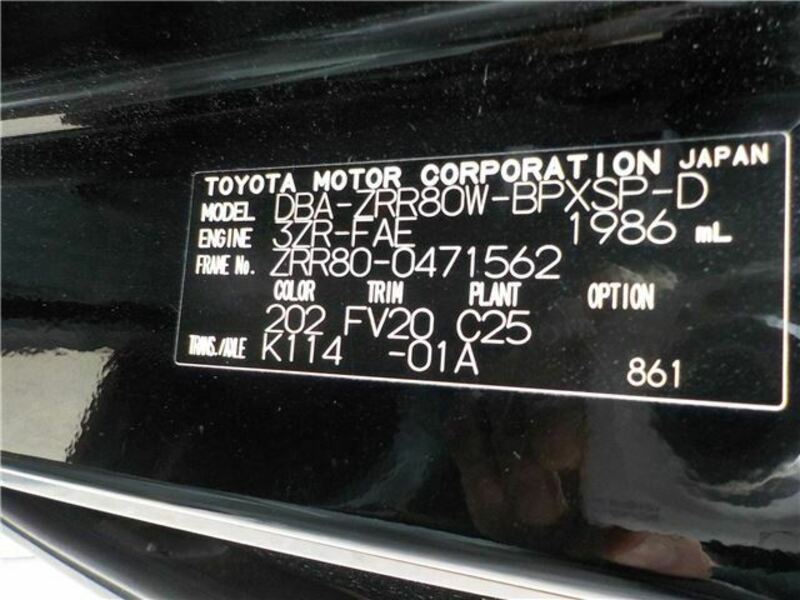 TOYOTA MOTOR CORPORATION JAPAN
MODEL DBA-ZRR80W-BPXSP-D
ENGINE 3ZR-FAE 1986 mL
FRAME No. ZRR80-0471562
COLOR TRIM PLANT OPTION
202 FV20 C25
TRANS./AXLE K114 -01A
861